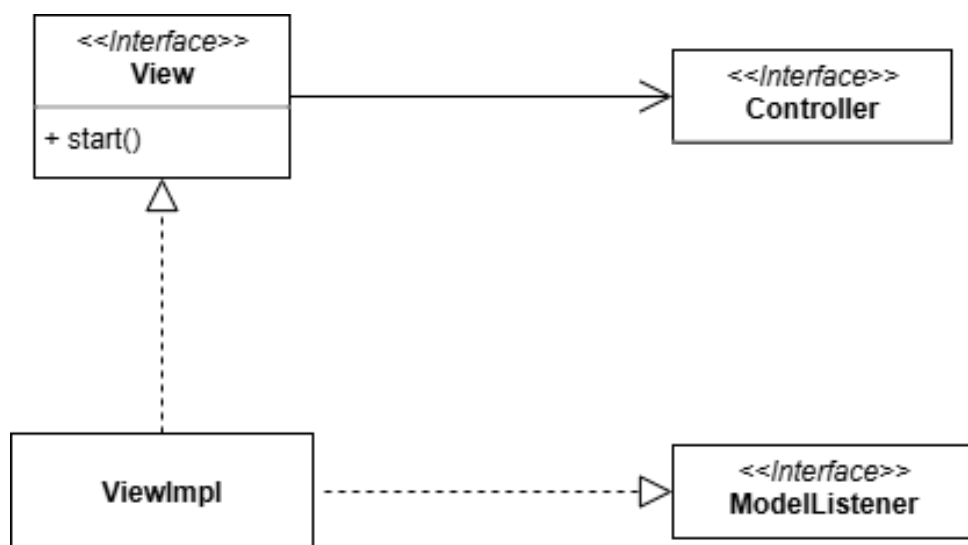 <<Interface>>
View
+ start()
<<Interface>>
Controller
ViewImpl
<<Interface>>
ModelListener